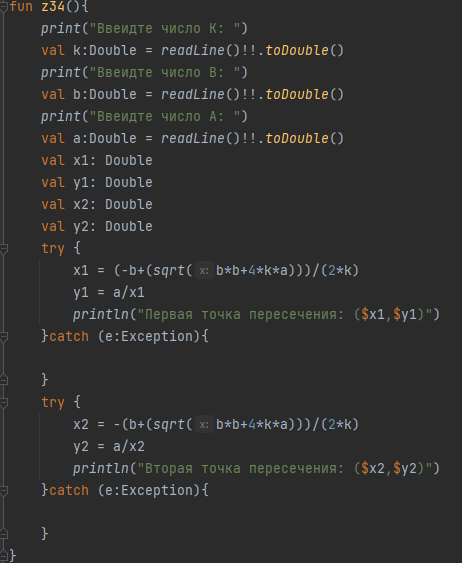 fun z34(){
print("Ввеидте число K: ")
val k:Double = readLine()!!.toDouble()
print("Ввеидте число B: ")
val b:Double = readLine()!!.toDouble()
print("Ввеидте число A: ")
val a:Double = readLine()!!.toDouble()
val x1: Double
val y1: Double
val x2: Double
val y2: Double
try {
x1 = (-b+(sqrt( x: b*b+4*k*a)))/(2*k)
y1 = a/x1
println("Первая точка пересечения: ($x1,$y1)")
}catch (e:Exception){
}
try {
x2 = -(b+(sqrt( x: b*b+4*k*a)))/(2*k)
y2 = a/x2
println("Вторая точка пересечения: ($x2,$y2)")
}catch (e:Exception){
}
}